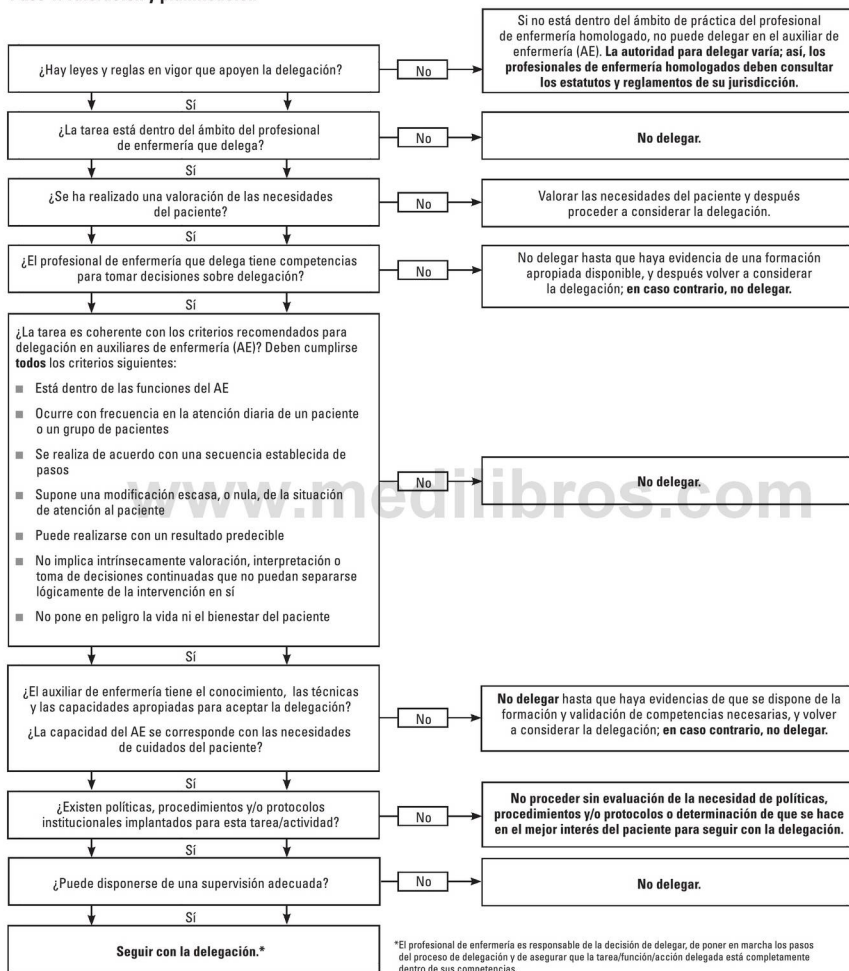 Si no está dentro del ámbito de práctica del profesional
de enfermería homologado, no puede delegar en el auxiliar de
enfermería (AE). La autoridad para delegar varía; así, los
profesionales de enfermería homologados deben consultar
los estatutos y reglamentos de su jurisdicción.
¿Hay leyes y reglas en vigor que apoyen la delegación?
No
Sí
¿La tarea está dentro del ámbito del profesional
de enfermería que delega?
No
No delegar.
Sí
¿Se ha realizado una valoración de las necesidades
del paciente?
No
Valorar las necesidades del paciente y después
proceder a considerar la delegación.
Sí
¿El profesional de enfermería que delega tiene competencias
para tomar decisiones sobre delegación?
No
No delegar hasta que haya evidencia de una formación
apropiada disponible, y después volver a considerar
la delegación; en caso contrario, no delegar.
Sí
¿La tarea es coherente con los criterios recomendados para
delegación en auxiliares de enfermería (AE)? Deben cumplirse
todos los criterios siguientes:
Está dentro de las funciones del AE
Ocurre con frecuencia en la atención diaria de un paciente
o un grupo de pacientes
Se realiza de acuerdo con una secuencia establecida de
pasos
Supone una modificación escasa, o nula, de la situación
de atención al paciente
Puede realizarse con un resultado predecible
No implica intrínsecamente valoración, interpretación o
toma de decisiones continuadas que no puedan separarse
lógicamente de la intervención en sí
No pone en peligro la vida ni el bienestar del paciente
No
No delegar.
www.medilibros.com
Sí
¿El auxiliar de enfermería tiene el conocimiento, las técnicas
y las capacidades apropiadas para aceptar la delegación?
¿La capacidad del AE se corresponde con las necesidades
de cuidados del paciente?
No
No delegar hasta que haya evidencias de que se dispone de la
formación y validación de competencias necesarias, y volver
a considerar la delegación; en caso contrario, no delegar.
Sí
¿Existen políticas, procedimientos y/o protocolos
institucionales implantados para esta tarea/actividad?
No
No proceder sin evaluación de la necesidad de políticas,
procedimientos y/o protocolos o determinación de que se hace
en el mejor interés del paciente para seguir con la delegación.
Sí
¿Puede disponerse de una supervisión adecuada?
No
No delegar.
Sí
Seguir con la delegación.*
*El profesional de enfermería es responsable de la decisión de delegar, de poner en marcha los pasos
del proceso de delegación y de asegurar que la tarea/función/acción delegada está completamente
dentro de sus competencias